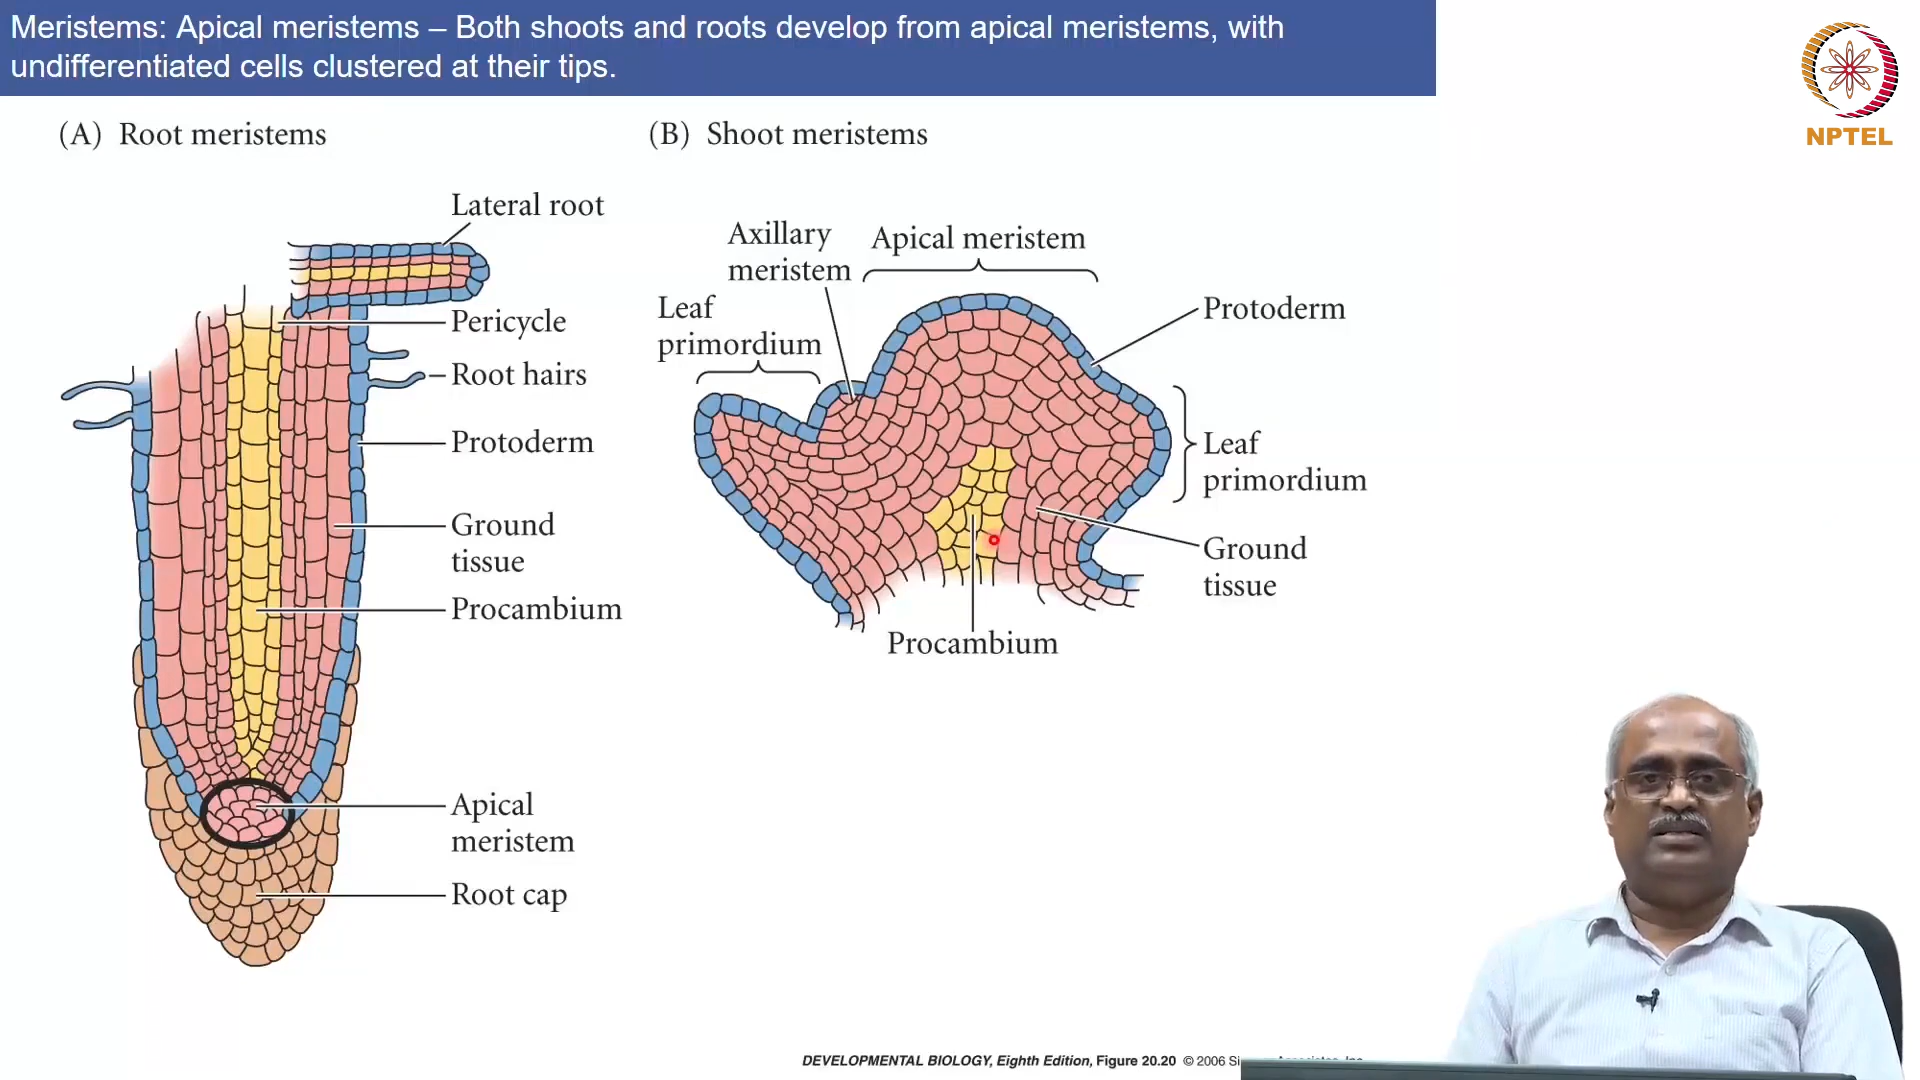 Meristems: Apical meristems – Both shoots and roots develop from apical meristems, with
undifferentiated cells clustered at their tips.
NPTEL
(A) Root meristems
Lateral root
Pericycle
Root hairs
Protoderm
Ground
tissue
Procambium
Apical
meristem
Root cap
(B) Shoot meristems
Axillary
meristem
Apical meristem
Leaf
primordium
Protoderm
Leaf
primordium
Ground
tissue
Procambium
DEVELOPMENTAL BIOLOGY, Eighth Edition, Figure 20.20 © 2006